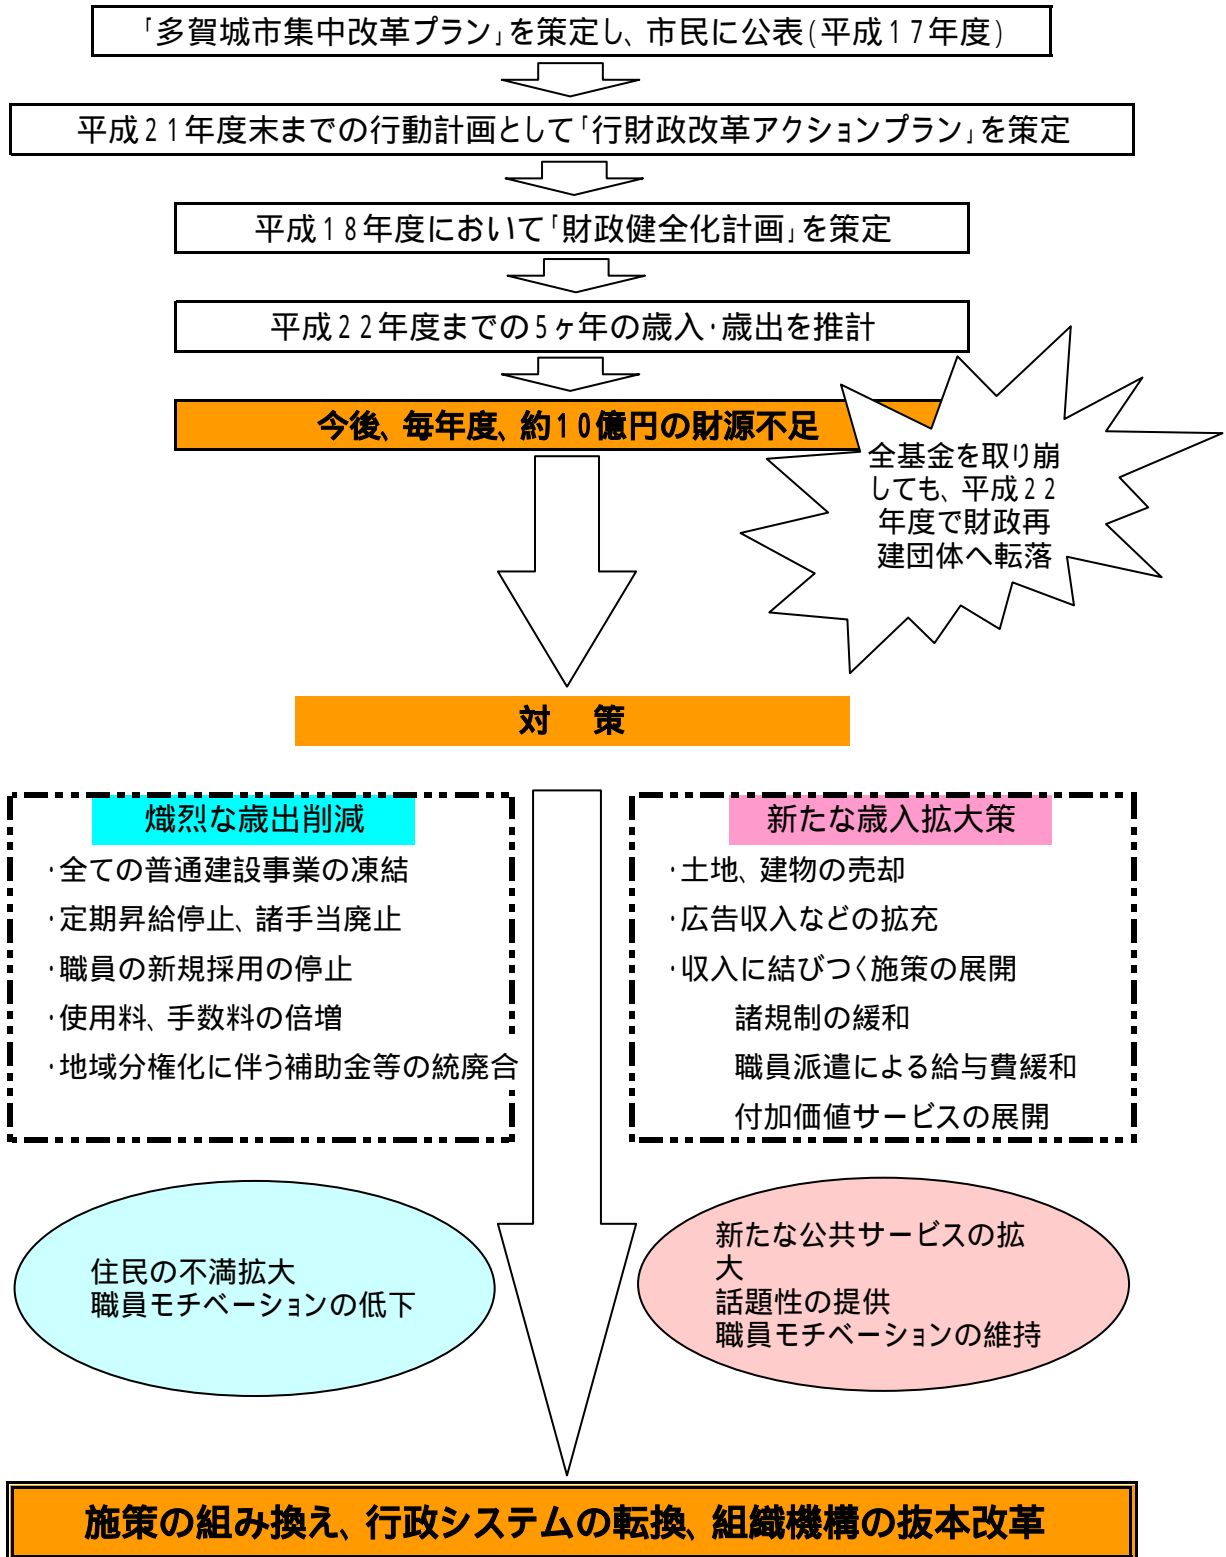 「多賀城市集中改革プラン」を策定し、市民に公表(平成17年度)
平成21年度末までの行動計画として「行財政改革アクションプラン」を策定
平成18年度において「財政健全化計画」を策定
平成22年度までの5ヶ年の歳入・歳出を推計
今後、毎年度、約10億円の財源不足
全基金を取り崩
しても、平成22
年度で財政再
建団体へ転落
対　策
熾烈な歳出削減
・全ての普通建設事業の凍結
・定期昇給停止、諸手当廃止
・職員の新規採用の停止
・使用料、手数料の倍増
・地域分権化に伴う補助金等の統廃合
新たな歳入拡大策
・土地、建物の売却
・広告収入などの拡充
・収入に結びつく施策の展開
諸規制の緩和
職員派遣による給与費緩和
付加価値サービスの展開
住民の不満拡大
職員モチベーションの低下
新たな公共サービスの拡
大
話題性の提供
職員モチベーションの維持
施策の組み換え、行政システムの転換、組織機構の抜本改革